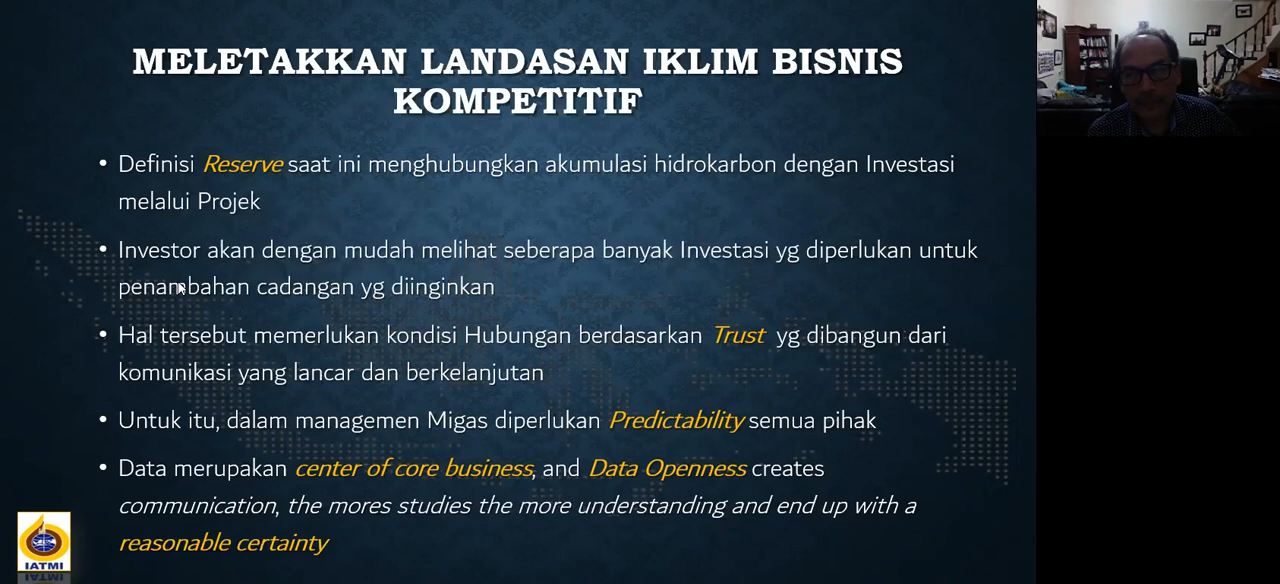 MELETAKKAN LANDASAN IKLIM BISNIS
KOMPETITIF
• Definisi Reserve saat ini menghubungkan akumulasi hidrokarbon dengan Investasi
melalui Projek
• Investor akan dengan mudah melihat seberapa banyak Investasi yg diperlukan untuk
penambahan cadangan yg diinginkan
• Hal tersebut memerlukan kondisi Hubungan berdasarkan Trust yg dibangun dari
komunikasi yang lancar dan berkelanjutan
• Untuk itu, dalam managemen Migas diperlukan Predictability semua pihak
• Data merupakan center of core business, and Data Openness creates
communication, the mores studies the more understanding and end up with a
reasonable certainty
IATMI